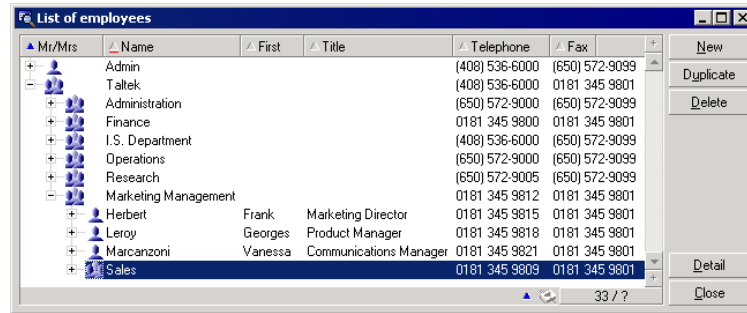 List of employees
Mr/Mrs Name First Title Telephone Fax New
Admin (408) 536-6000 (650) 572-9099
Taltek (408) 536-6000 0181 345 9801 Duplicate
Administration (650) 572-9000 (650) 572-9099 Delete
Finance 0181 345 9800 0181 345 9801
I.S. Department (408) 536-6000 (650) 572-9099
Operations (650) 572-9000 (650) 572-9099
Research (650) 572-9005 (650) 572-9099
Marketing Management 0181 345 9812 0181 345 9801
Herbert Frank Marketing Director 0181 345 9815 0181 345 9801
Leroy Georges Product Manager 0181 345 9818 0181 345 9801
Marcanzoni Vanessa Communications Manager 0181 345 9821 0181 345 9801
Sales 0181 345 9809 0181 345 9801 Detail
33 / ? Close